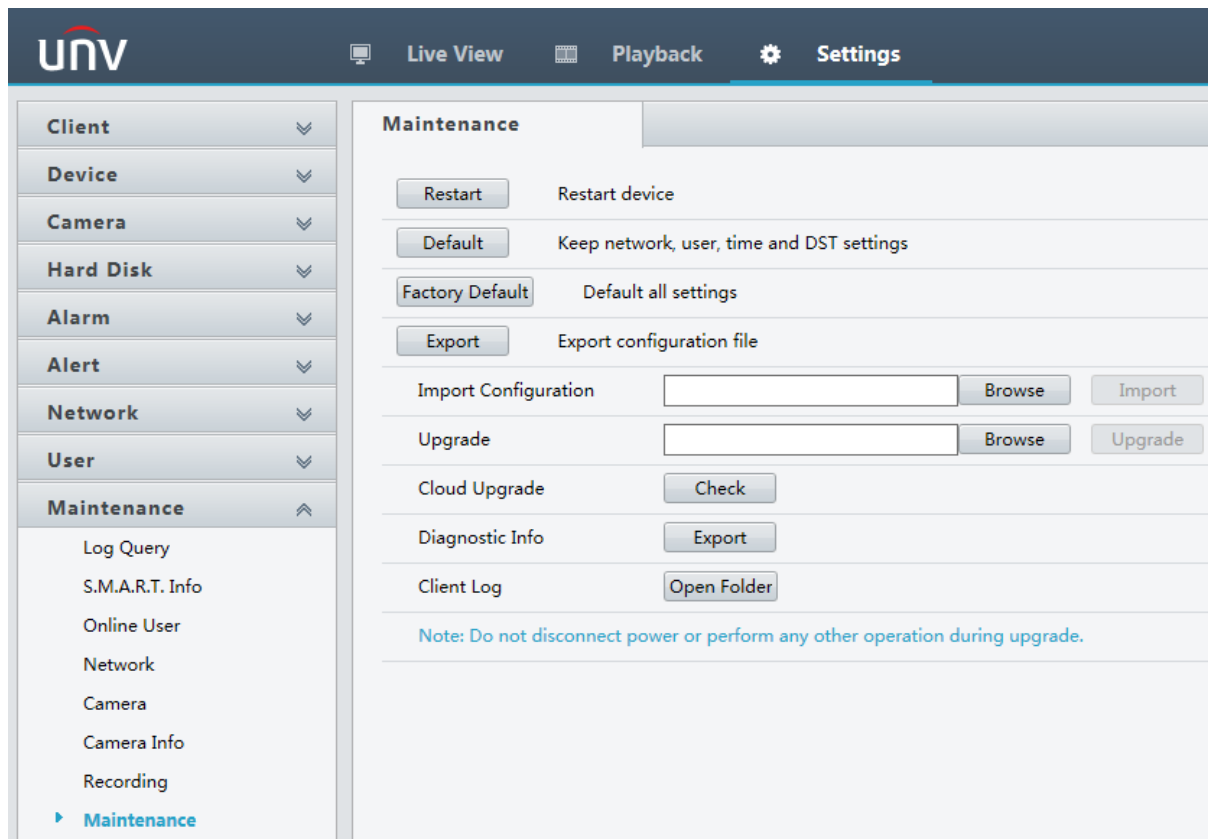 unv
Live View
Playback
Settings
Client
Device
Camera
Hard Disk
Alarm
Alert
Network
User
Maintenance
Log Query
S.M.A.R.T. Info
Online User
Network
Camera
Camera Info
Recording
Maintenance
Maintenance
Restart Restart device
Default Keep network, user, time and DST settings
Factory Default Default all settings
Export Export configuration file
Import Configuration Browse Import
Upgrade Browse Upgrade
Cloud Upgrade Check
Diagnostic Info Export
Client Log Open Folder
Note: Do not disconnect power or perform any other operation during upgrade.